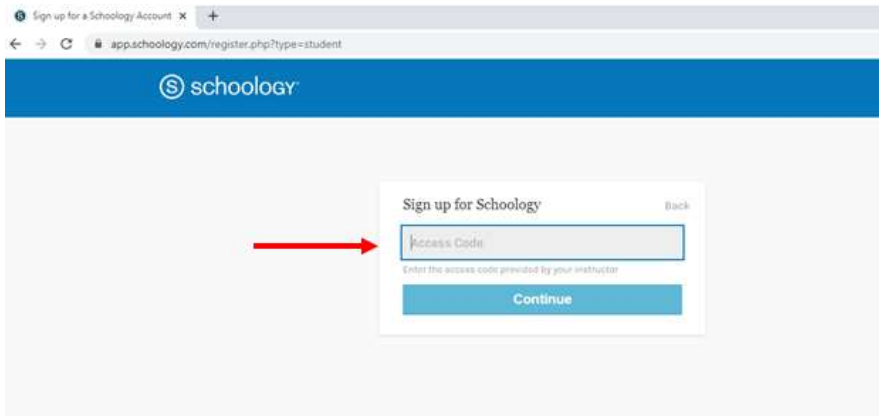 Sign up for a Schoology Account
app.schoology.com/register.php?type=student
S schoology
Sign up for Schoology
Back
Access Code
Enter the access code provided by your instructor
Continue